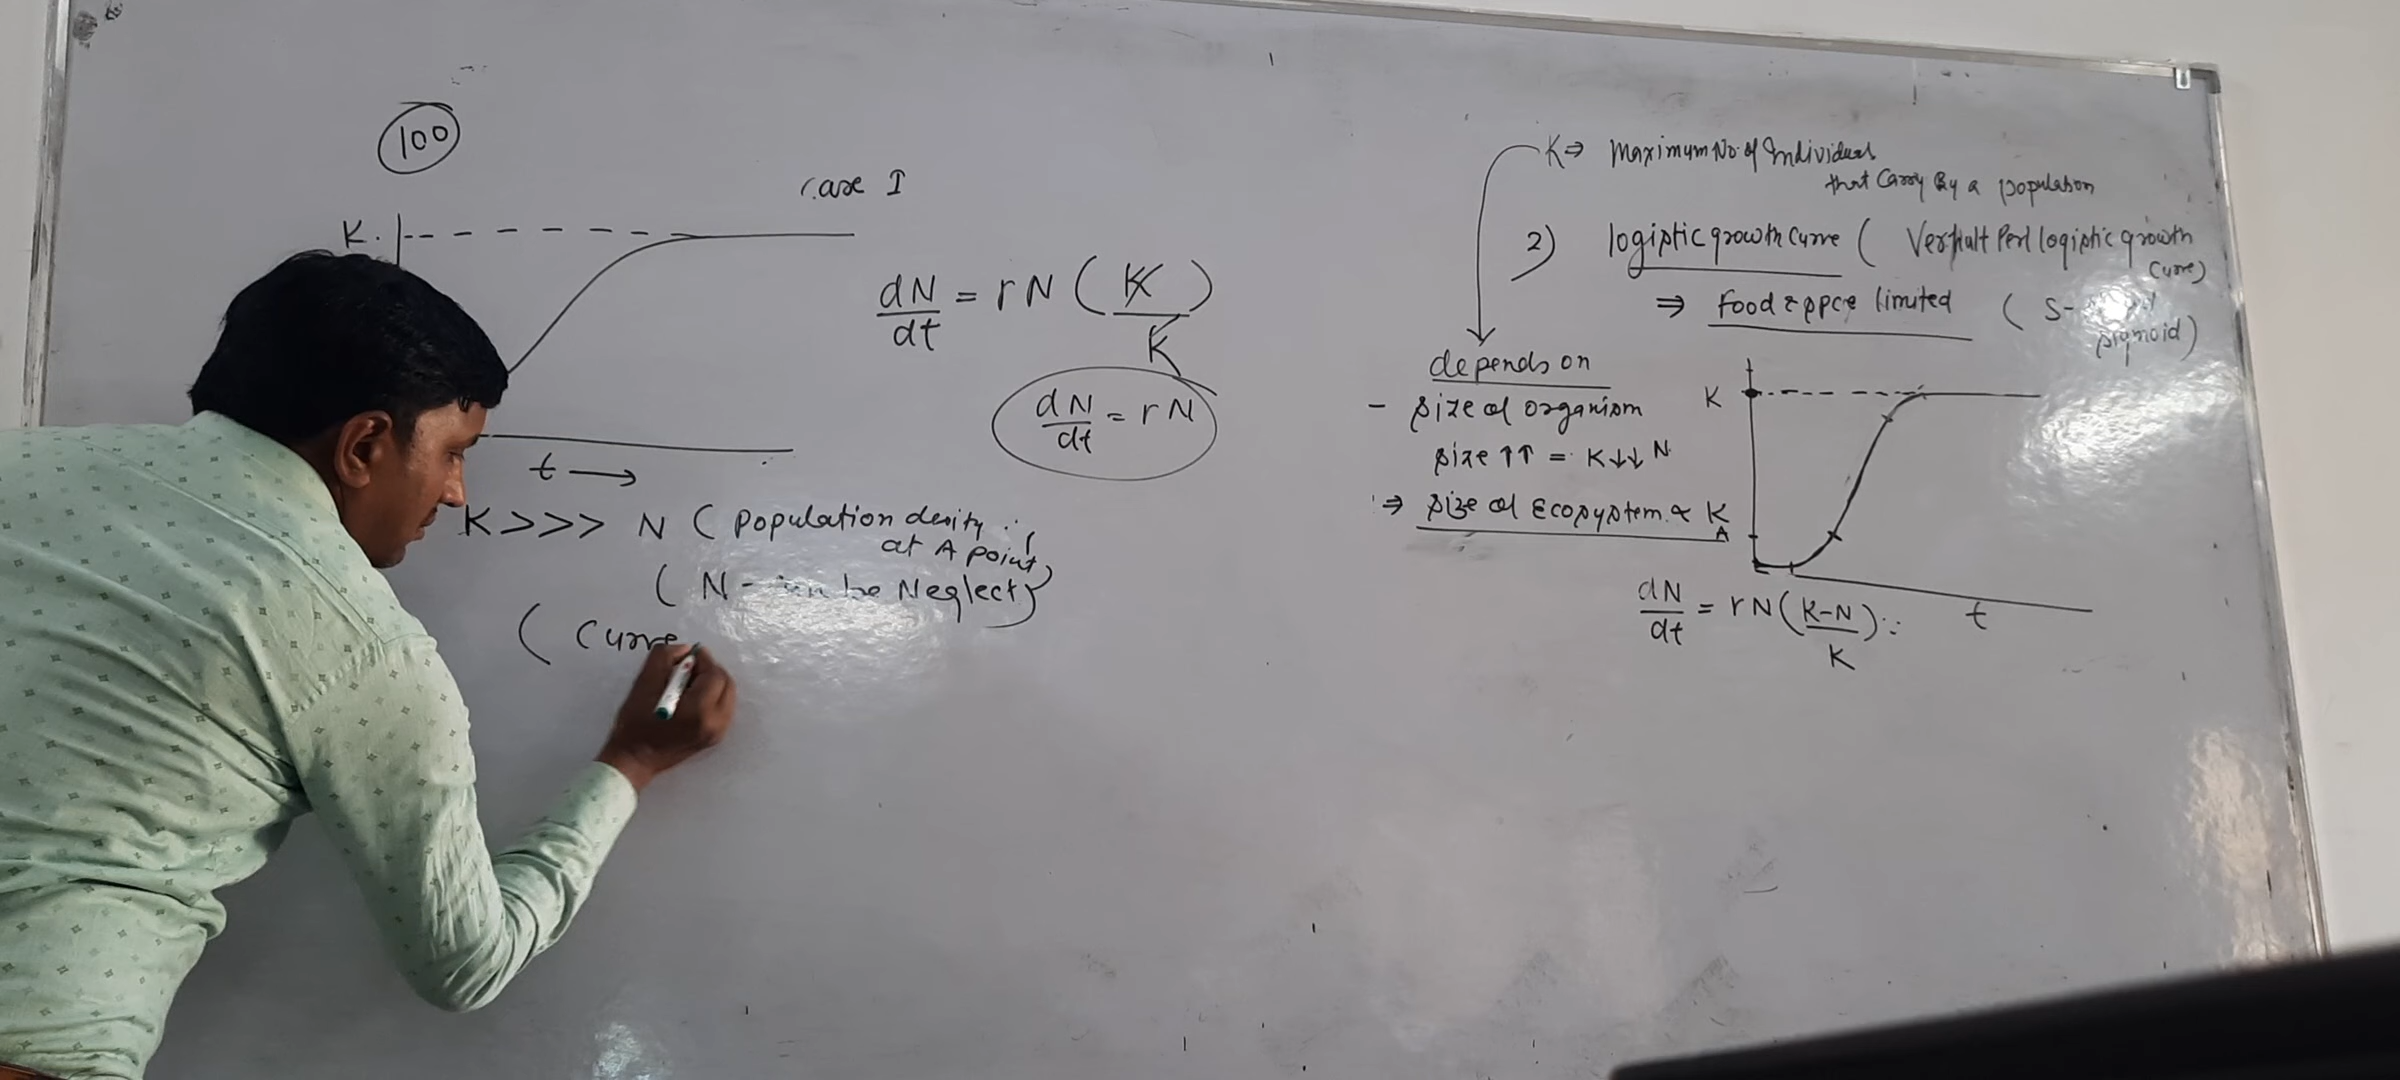 100
Case I
K
dN/dt = rN (K/K)
dN/dt = rN
t →
K >>> N ( population desity
at A point
( N - be Neglect )
( Curve
K ⇒ Maximum No. of Individuals
that Carry By a population
2) logistic growth Curve ( Verhult Perl logistic growth
Curve)
⇒ Food & limited ( S-
sigmoid)
depends on
- size of organism
size ↑↑ = K↓↓ N
⇒ size of Ecosystem ∝ K
K
A
t
dN/dt = rN (K-N/K)